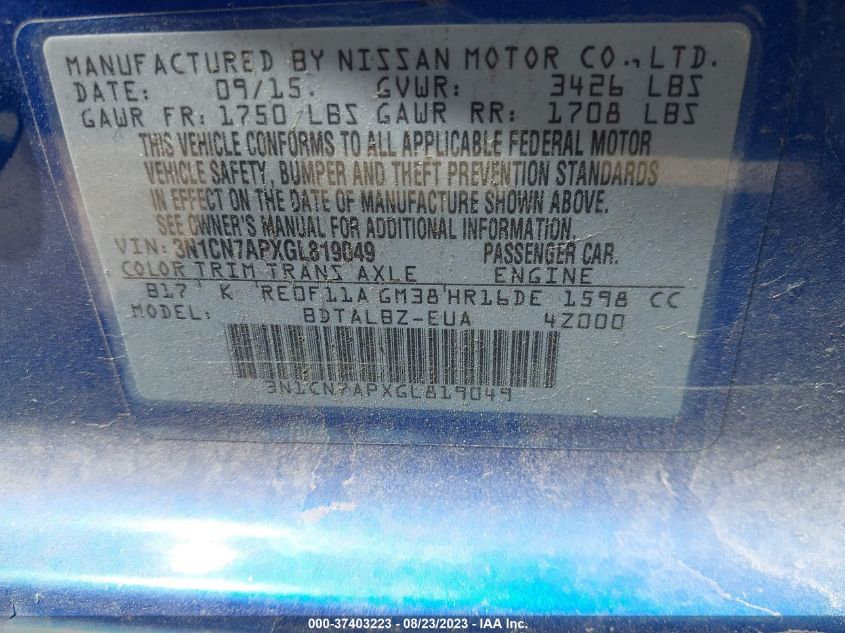 MANUFACTURED BY NISSAN MOTOR CO., LTD.
DATE: 09/15. GVWR: 3426 LBS
GAWR FR: 1750 LBS GAWR RR: 1708 LBS
THIS VEHICLE CONFORMS TO ALL APPLICABLE FEDERAL MOTOR
VEHICLE SAFETY, BUMPER AND THEFT PREVENTION STANDARDS
IN EFFECT ON THE DATE OF MANUFACTURE SHOWN ABOVE.
SEE OWNER'S MANUAL FOR ADDITIONAL INFORMATION.
VIN: 3N1CN7APXGL819049 PASSENGER CAR.
COLOR TRIM TRANS AXLE ENGINE
B17 K RE0F11A GM38 HR16DE 1598 CC
MODEL: BDTALBZ-EUA 4Z000
3N1CN7APXGL819049
000-37403223 - 08/23/2023 - IAA Inc.